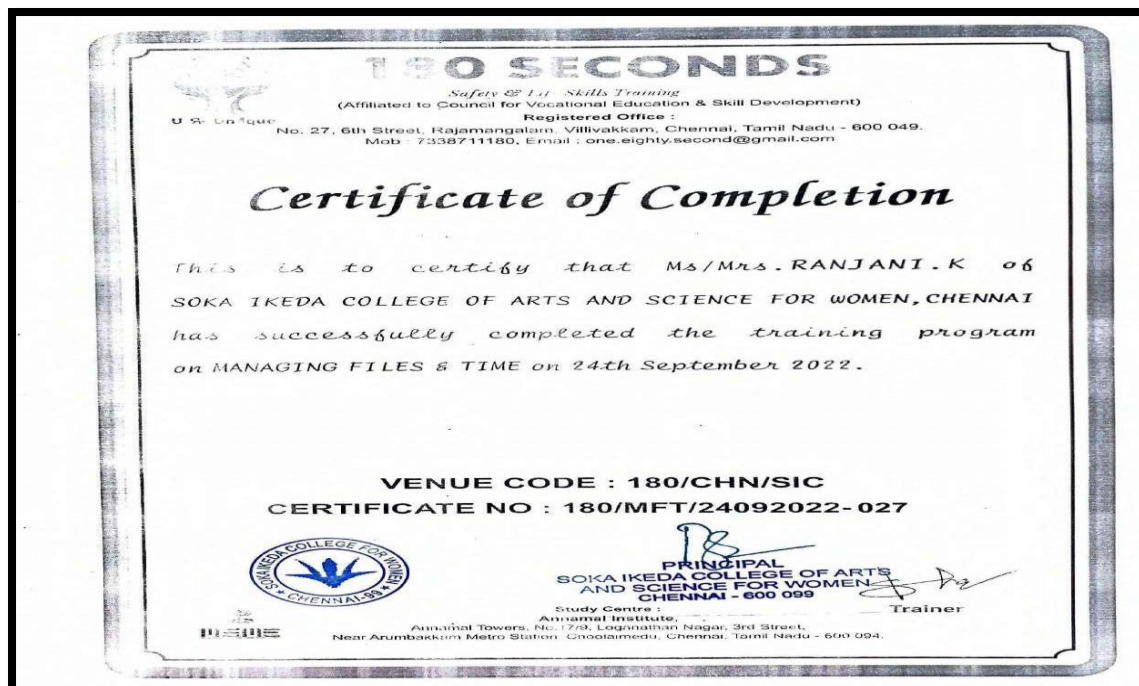 180 SECONDS
Safety & Life Skills Training
(Affiliated to Council for Vocational Education & Skill Development)
U R Unique
Registered Office :
No. 27, 6th Street, Rajamangalam, Villivakkam, Chennai, Tamil Nadu - 600 049.
Mob : 7338711180, Email : one.eighty.second@gmail.com
Certificate of Completion
This is to certify that Ms/Mrs. RANJANI.K of
SOKA IKEDA COLLEGE OF ARTS AND SCIENCE FOR WOMEN, CHENNAI
has successfully completed the training program
on MANAGING FILES & TIME on 24th September 2022.
VENUE CODE : 180/CHN/SIC
CERTIFICATE NO : 180/MFT/24092022-027
SOKA IKEDA COLLEGE FOR WOMEN
CHENNAI-99
PRINCIPAL
SOKA IKEDA COLLEGE OF ARTS
AND SCIENCE FOR WOMEN
CHENNAI - 600 099
Trainer
Study Centre :
Annamal Institute,
Annamal Towers, No.17/9, Loganathan Nagar, 3rd Street,
Near Arumbakkam Metro Station, Choolaimedu, Chennai, Tamil Nadu - 600 094.
MSME